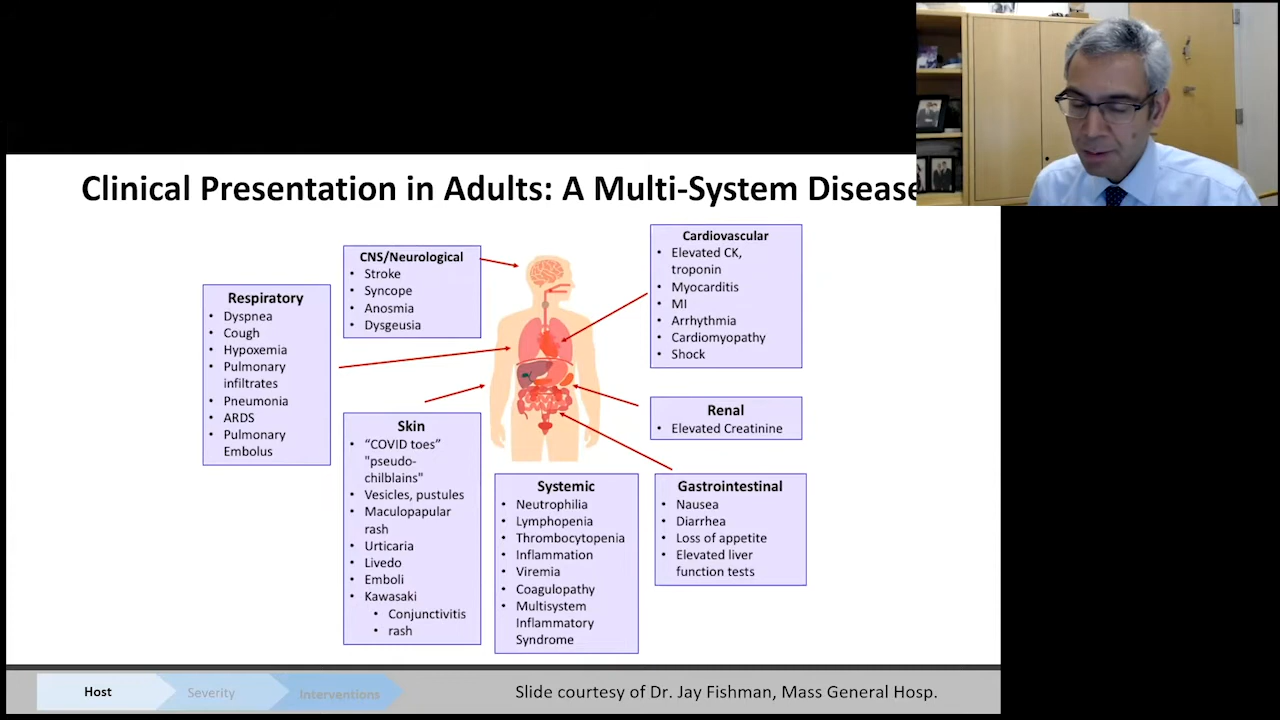 Clinical Presentation in Adults: A Multi-System Disease
CNS/Neurological
• Stroke
• Syncope
• Anosmia
• Dysgeusia
Respiratory
• Dyspnea
• Cough
• Hypoxemia
• Pulmonary
infiltrates
• Pneumonia
• ARDS
• Pulmonary
Embolus
Skin
• “COVID toes”
"pseudo-
chilblains"
• Vesicles, pustules
• Maculopapular
rash
• Urticaria
• Livedo
• Emboli
• Kawasaki
• Conjunctivitis
• rash
Systemic
• Neutrophilia
• Lymphopenia
• Thrombocytopenia
• Inflammation
• Viremia
• Coagulopathy
• Multisystem
Inflammatory
Syndrome
Cardiovascular
• Elevated CK,
troponin
• Myocarditis
• MI
• Arrhythmia
• Cardiomyopathy
• Shock
Renal
• Elevated Creatinine
Gastrointestinal
• Nausea
• Diarrhea
• Loss of appetite
• Elevated liver
function tests
Host
Severity
Interventions
Slide courtesy of Dr. Jay Fishman, Mass General Hosp.